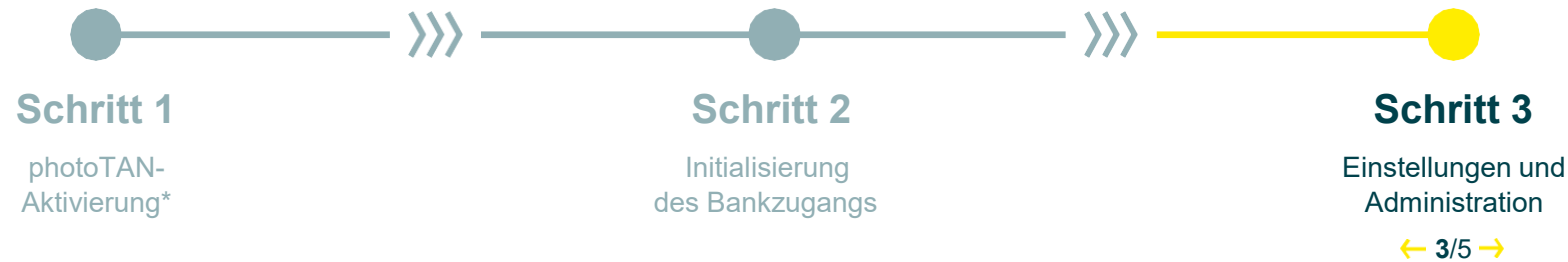 Schritt 1
photoTAN-
Aktivierung*
Schritt 2
Initialisierung
des Bankzugangs
Schritt 3
Einstellungen und
Administration
3/5